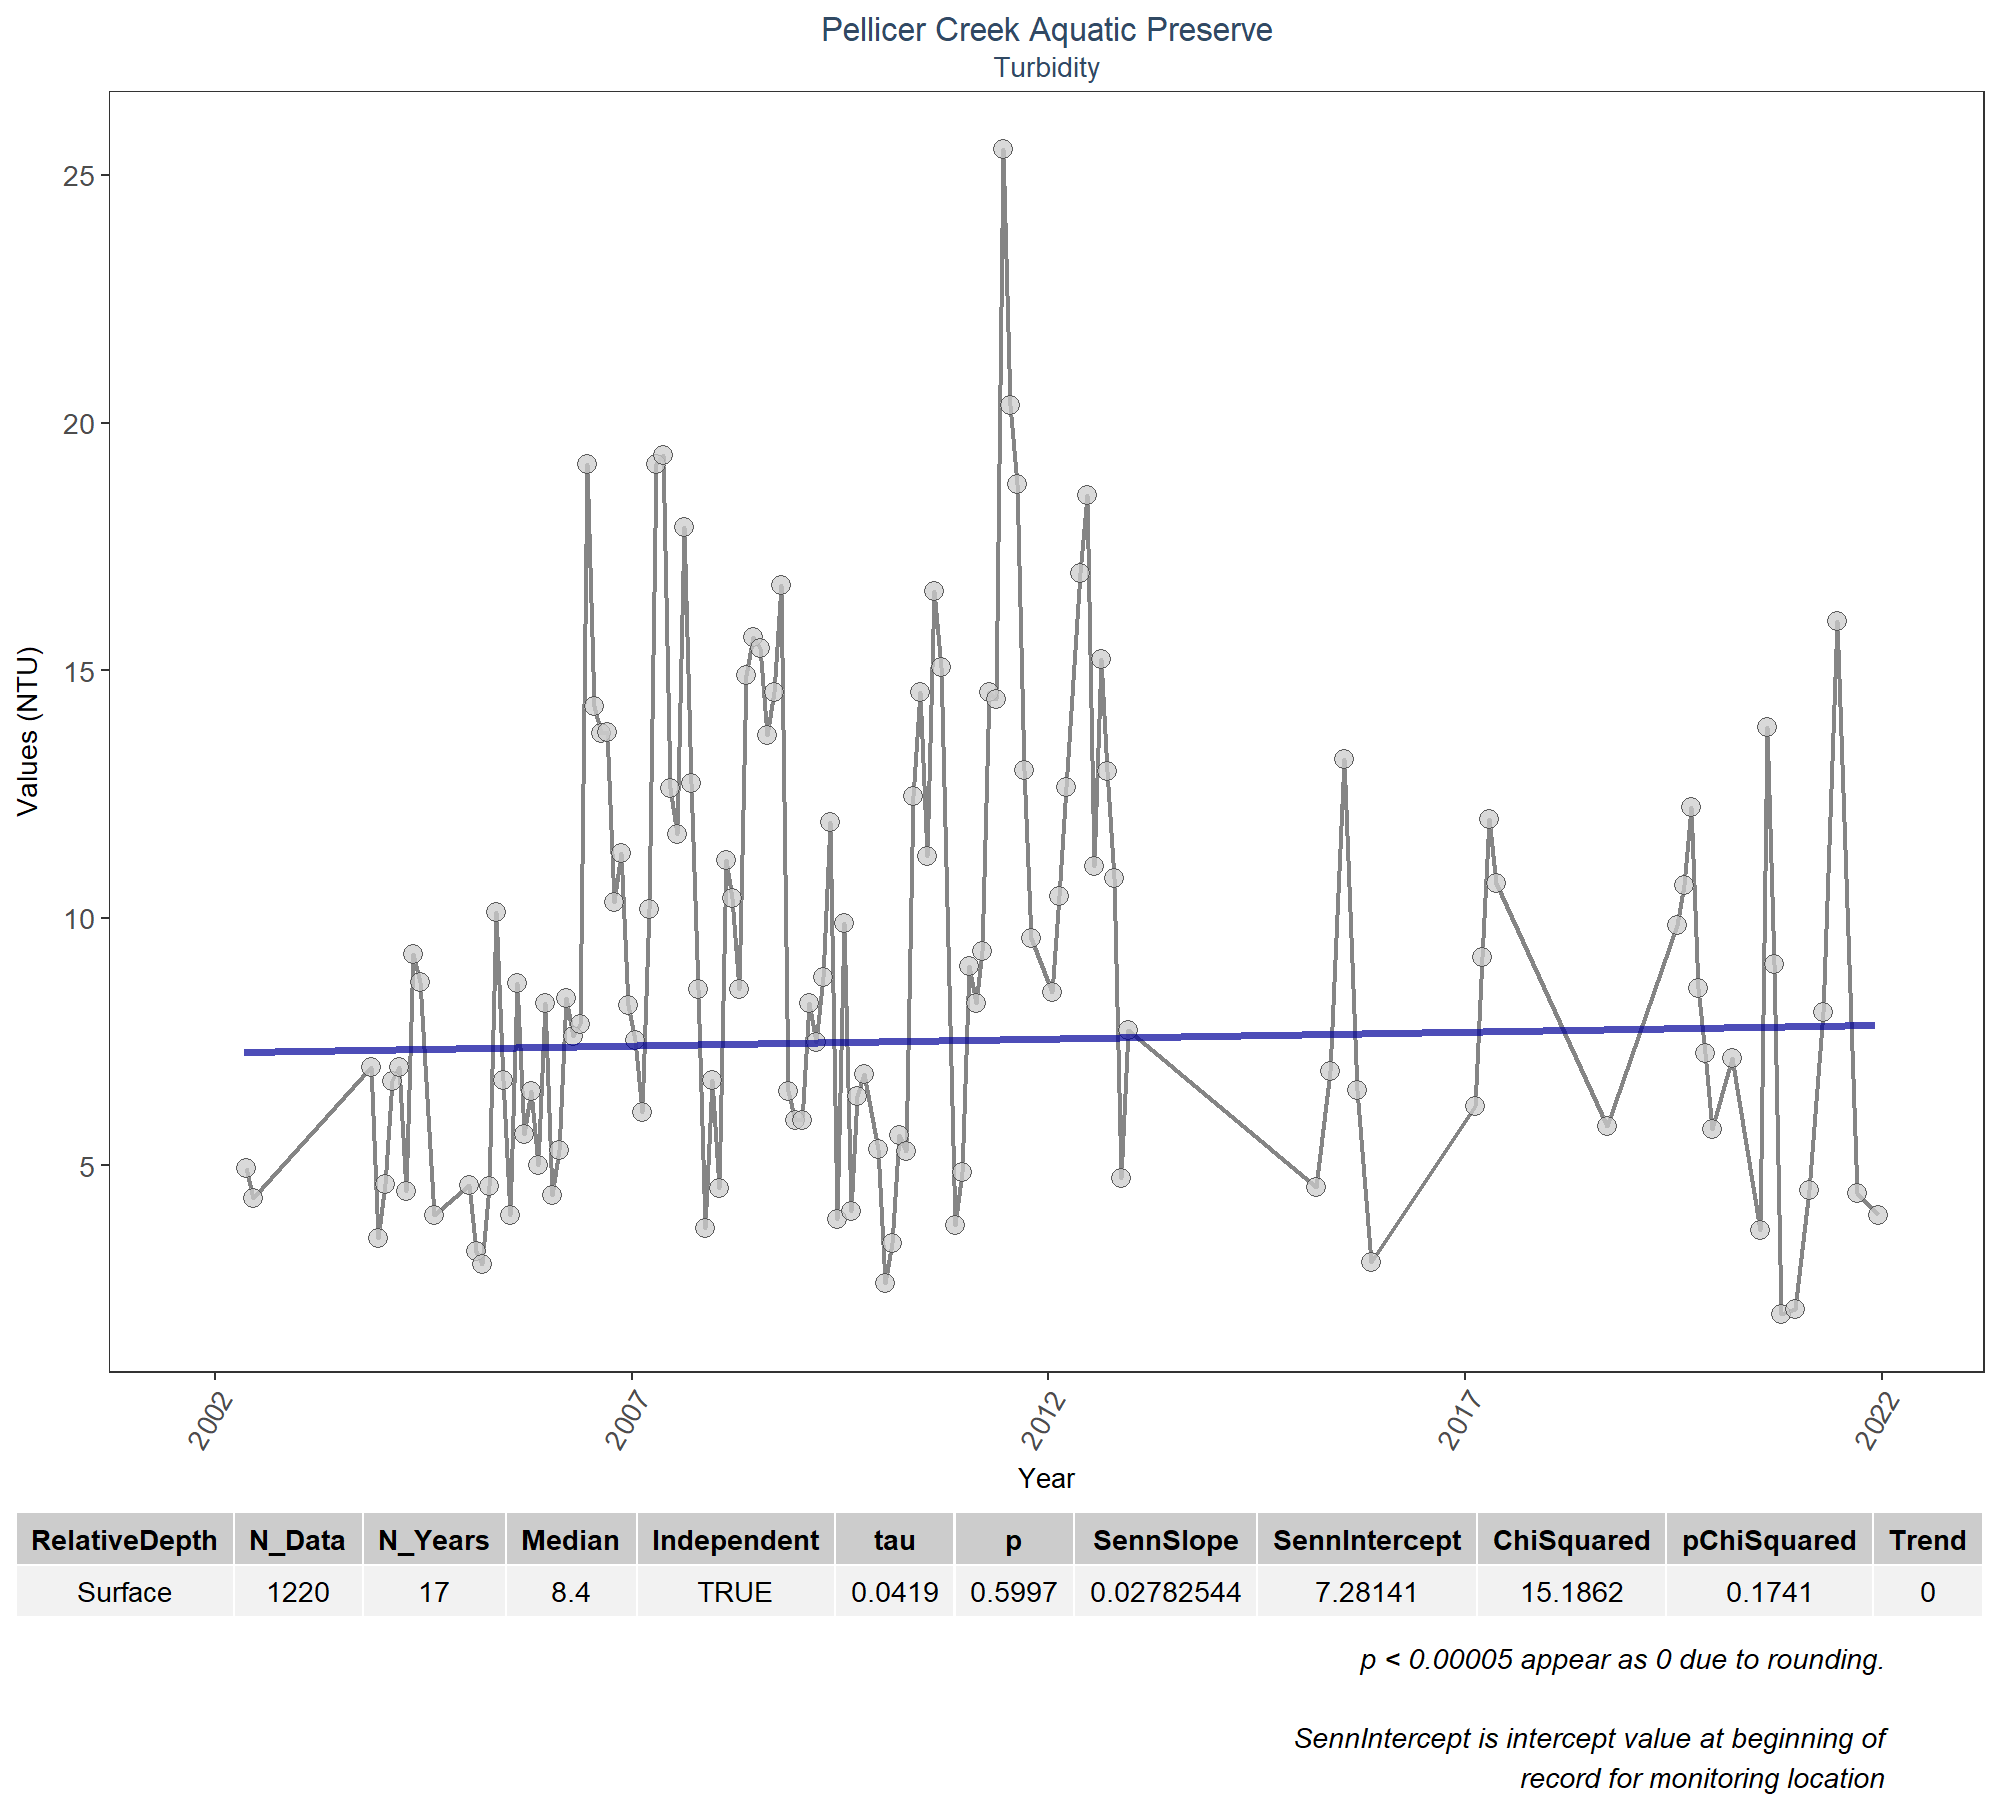 Pellicer Creek Aquatic Preserve
Turbidity
Values (NTU)
25
20
15
10
5
2002 2007 2012 2017 2022
Year
RelativeDepth N_Data N_Years Median Independent tau p SennSlope SennIntercept ChiSquared pChiSquared Trend
Surface 1220 17 8.4 TRUE 0.0419 0.5997 0.02782544 7.28141 15.1862 0.1741 0
p < 0.00005 appear as 0 due to rounding.
SennIntercept is intercept value at beginning of
record for monitoring location